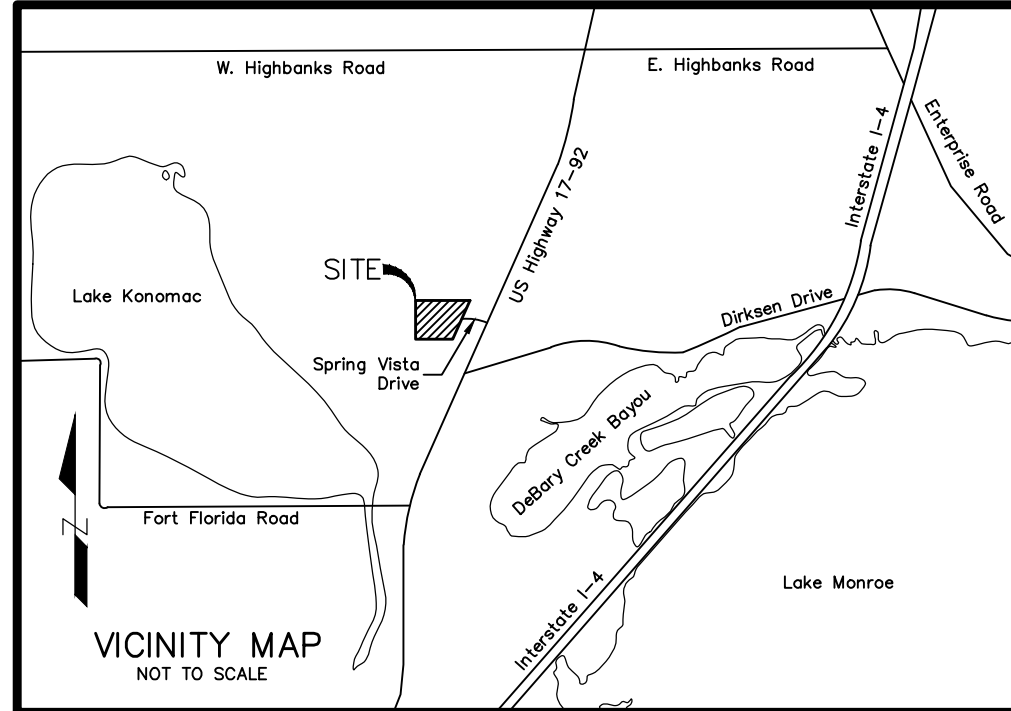 W. Highbanks Road
E. Highbanks Road
Enterprise Road
Interstate I-4
US Highway 17-92
SITE
Lake Konomac
Dirksen Drive
Spring Vista
Drive
DeBary Creek Bayou
N
Fort Florida Road
Lake Monroe
Interstate I-4
VICINITY MAP
NOT TO SCALE